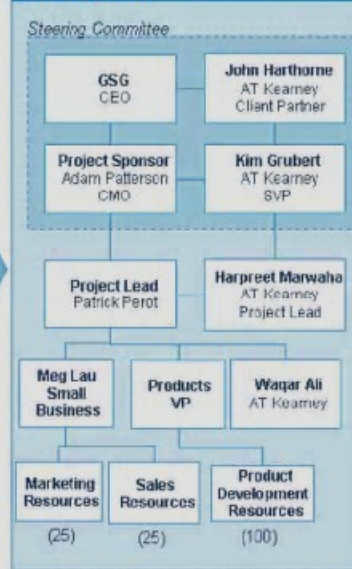 Steering Committee
GSG
CEO
John Harthorne
AT Kearney
Client Partner
Project Sponsor
Adam Patterson
CMO
Kim Grubert
AT Kearney
SVP
Project Lead
Patrick Perot
Harpreet Marwaha
AT Kearney
Project Lead
Meg Lau
Small
Business
Products
VP
Waqar Ali
AT Kearney
Marketing
Resources
Sales
Resources
Product
Development
Resources
(25)
(25)
(100)